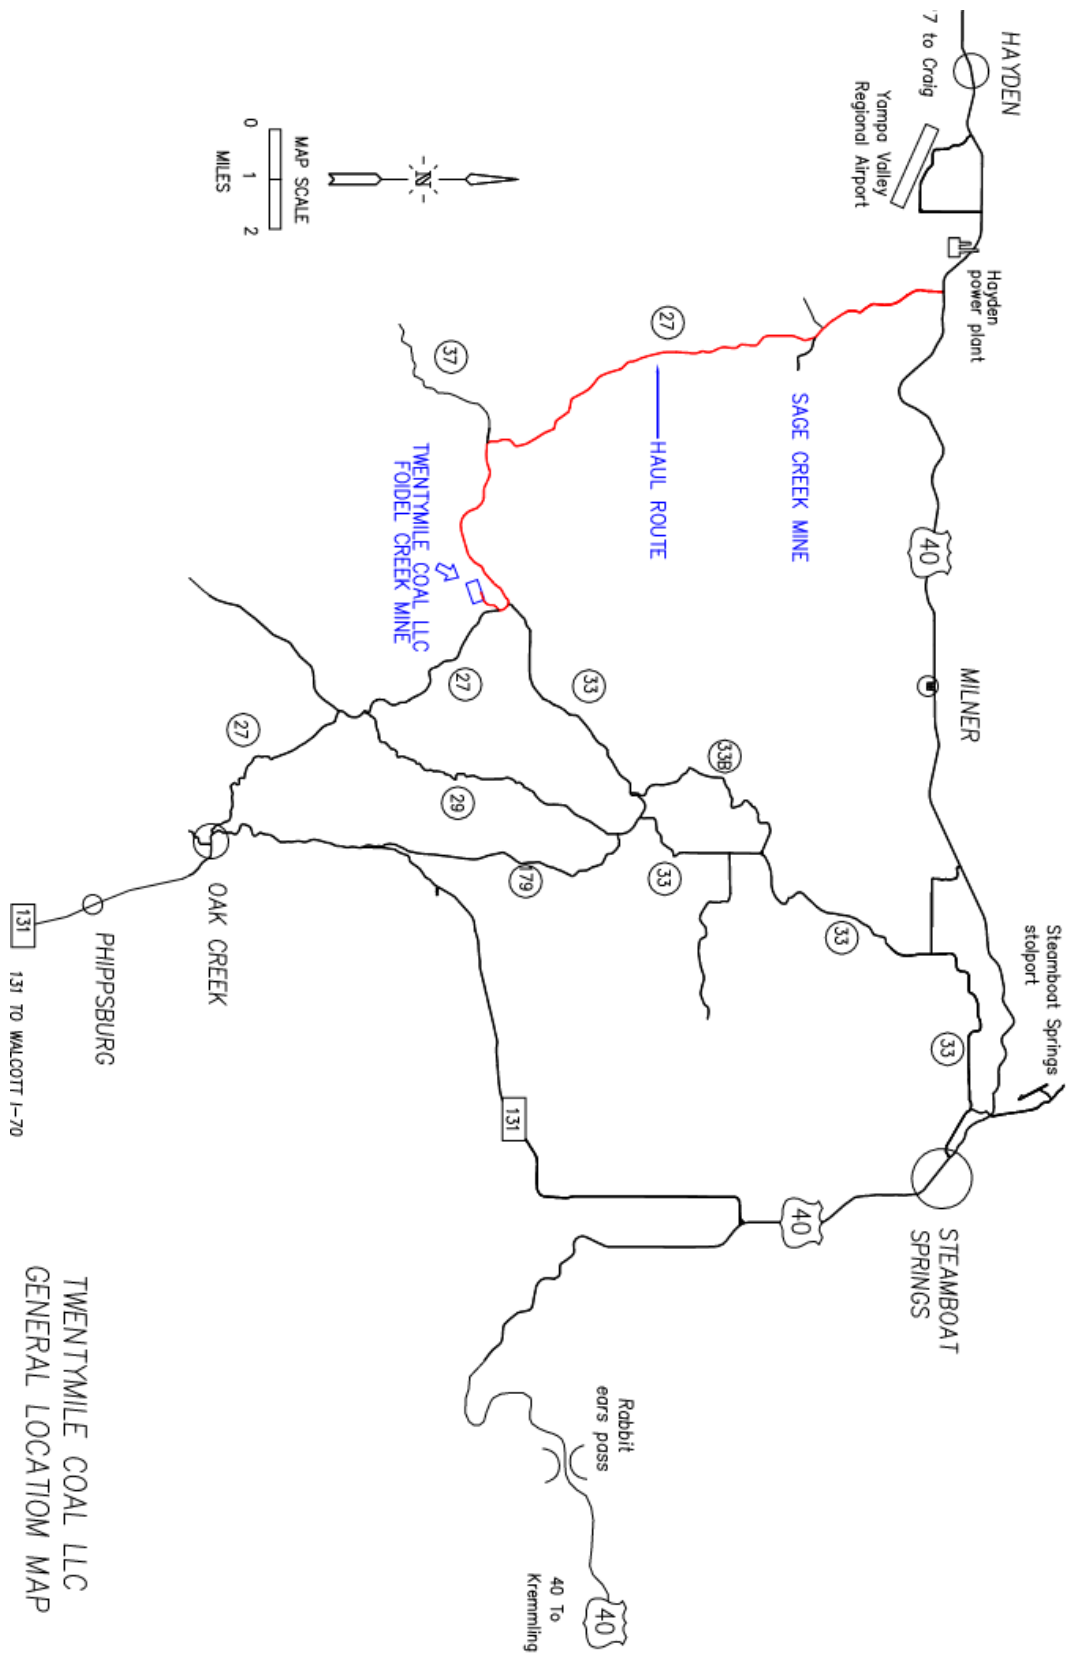 HAYDEN
'7 to Craig
Yampa Valley
Regional Airport
Hayden
power plant
0 1 2
MAP SCALE
MILES
N
27
37
SAGE CREEK MINE
HAUL ROUTE
TWENTYMILE COAL LLC
FOIDEL CREEK MINE
40
MILNER
27
33
33B
27
29
33
179
33
OAK CREEK
PHIPPSBURG
131
131 TO WALCOTT I-70
Steamboat Springs
stolport
33
131
40
STEAMBOAT
SPRINGS
Rabbit
ears pass
40 To
Kremmling
40
TWENTYMILE COAL LLC
GENERAL LOCATIOM MAP